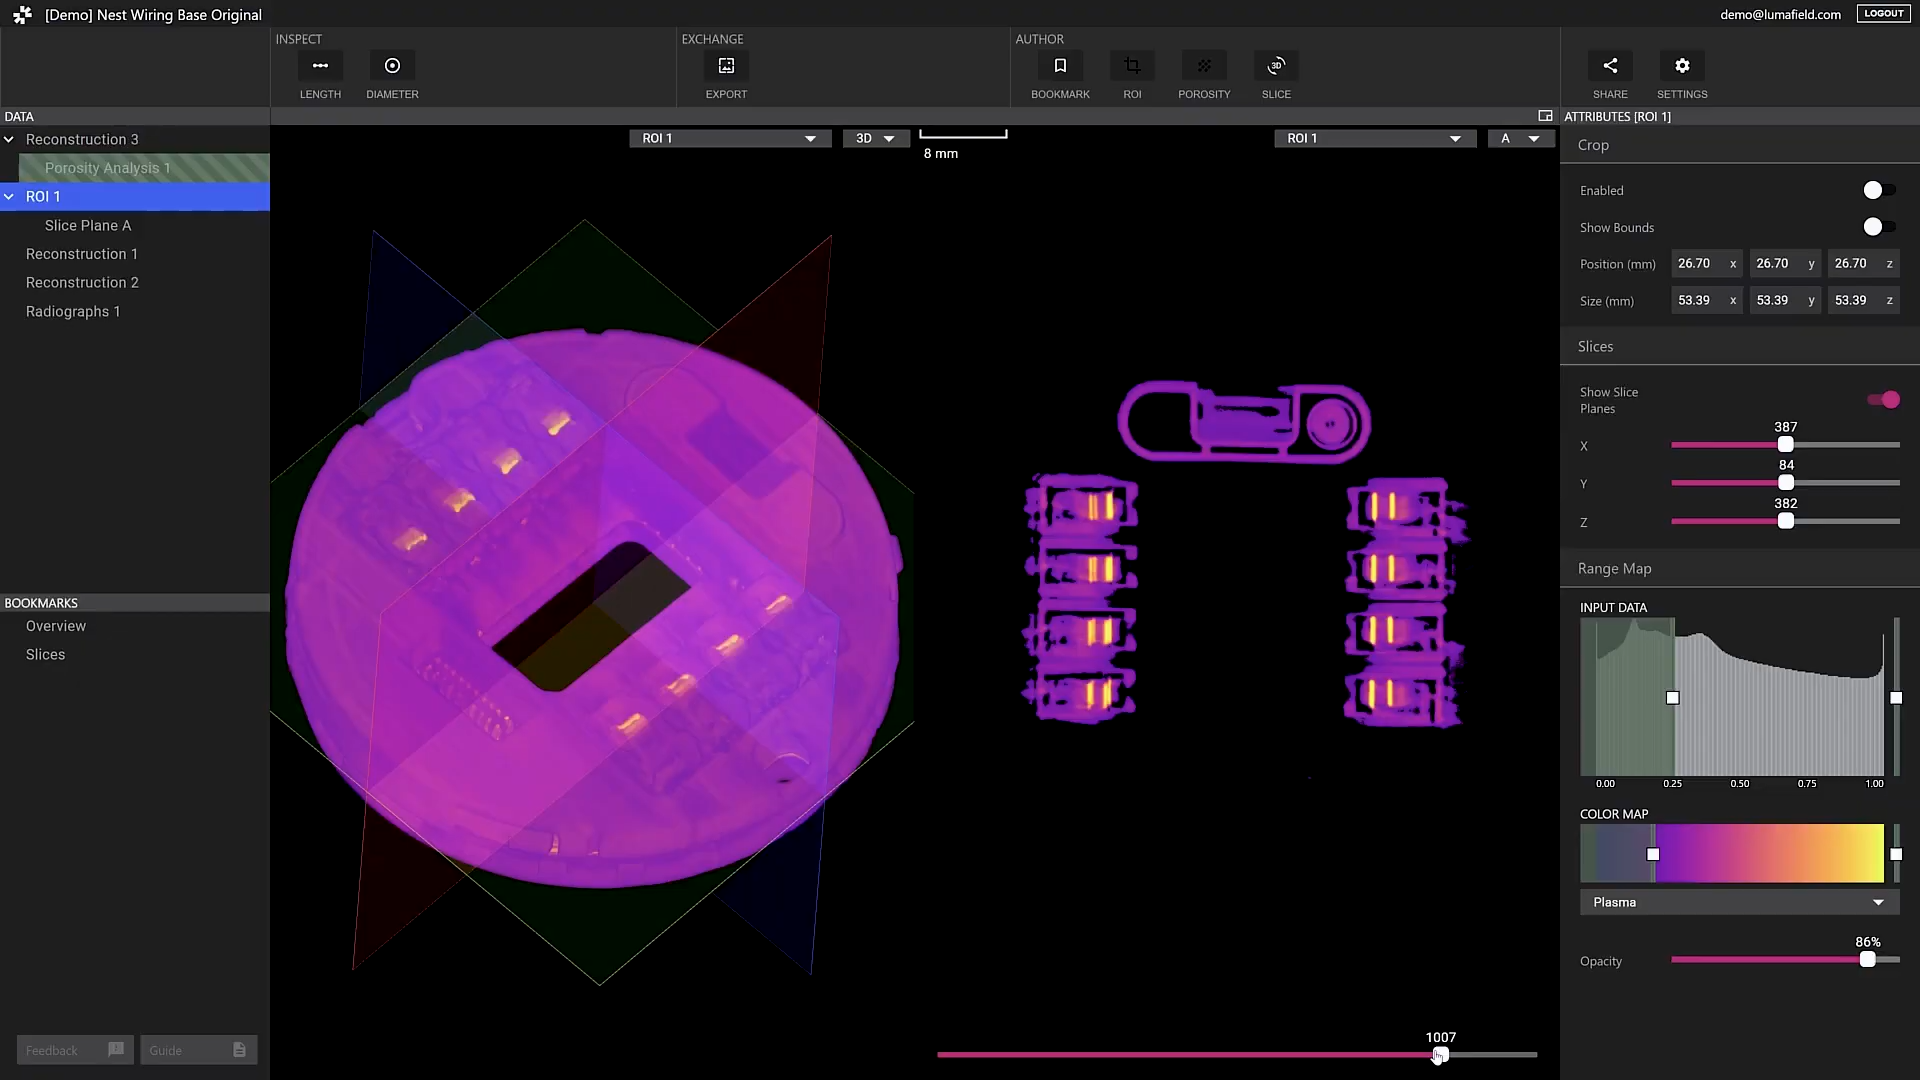 [Demo] Nest Wiring Base Original
demo@lumafield.com
LOGOUT
INSPECT
LENGTH
DIAMETER
EXCHANGE
EXPORT
AUTHOR
BOOKMARK
ROI
POROSITY
3D
SLICE
SHARE
SETTINGS
DATA
Reconstruction 3
Porosity Analysis 1
ROI 1
Slice Plane A
Reconstruction 1
Reconstruction 2
Radiographs 1
BOOKMARKS
Overview
Slices
Feedback
Guide
ROI 1
3D
8 mm
ROI 1
A
1007
ATTRIBUTES [ROI 1]
Crop
Enabled
Show Bounds
Position (mm) 26.70 x 26.70 y 26.70 z
Size (mm) 53.39 x 53.39 y 53.39 z
Slices
Show Slice
Planes
387
X
84
Y
382
Z
Range Map
INPUT DATA
0.00 0.25 0.50 0.75 1.00
COLOR MAP
Plasma
86%
Opacity